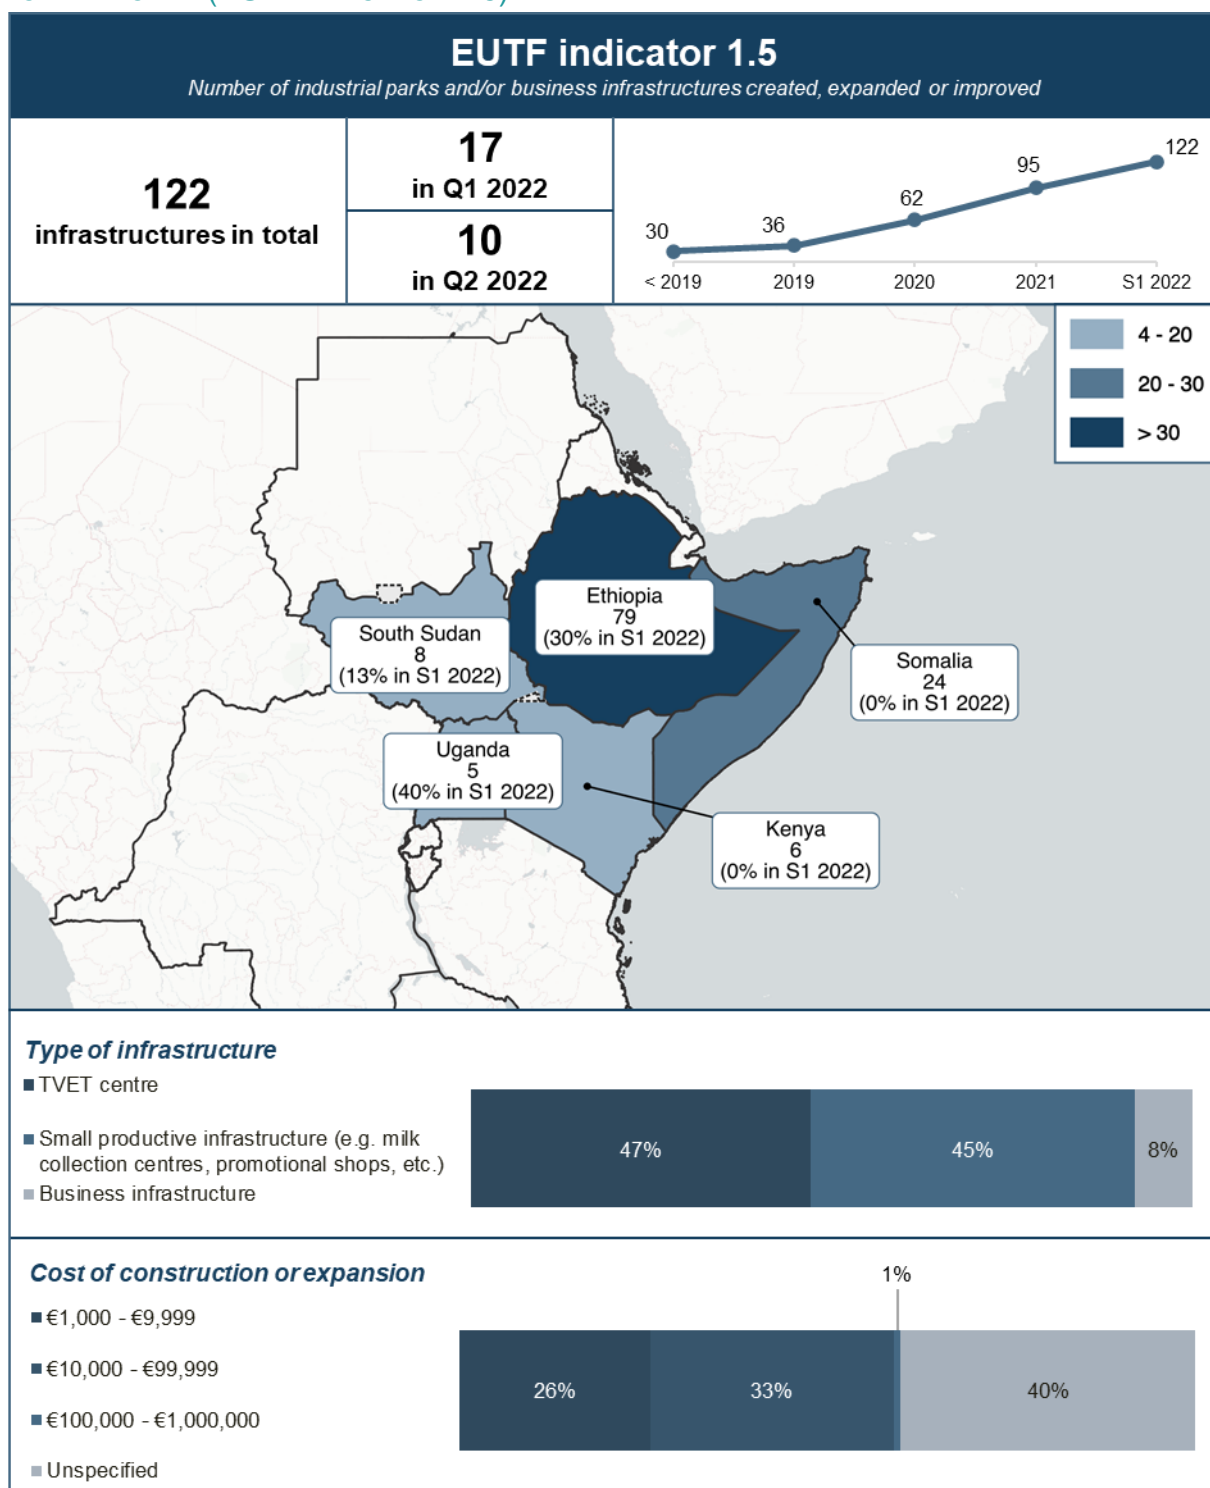 EUTF indicator 1.5
Number of industrial parks and/or business infrastructures created, expanded or improved
122
infrastructures in total
17
in Q1 2022
10
in Q2 2022
30
36
62
95
122
< 2019
2019
2020
2021
S1 2022
4 - 20
20 - 30
> 30
Ethiopia
79
(30% in S1 2022)
South Sudan
8
(13% in S1 2022)
Somalia
24
(0% in S1 2022)
Uganda
5
(40% in S1 2022)
Kenya
6
(0% in S1 2022)
Type of infrastructure
TVET centre
Small productive infrastructure (e.g. milk
collection centres, promotional shops, etc.)
Business infrastructure
47%
45%
8%
Cost of construction or expansion
€1,000 - €9,999
€10,000 - €99,999
€100,000 - €1,000,000
Unspecified
1%
26%
33%
40%